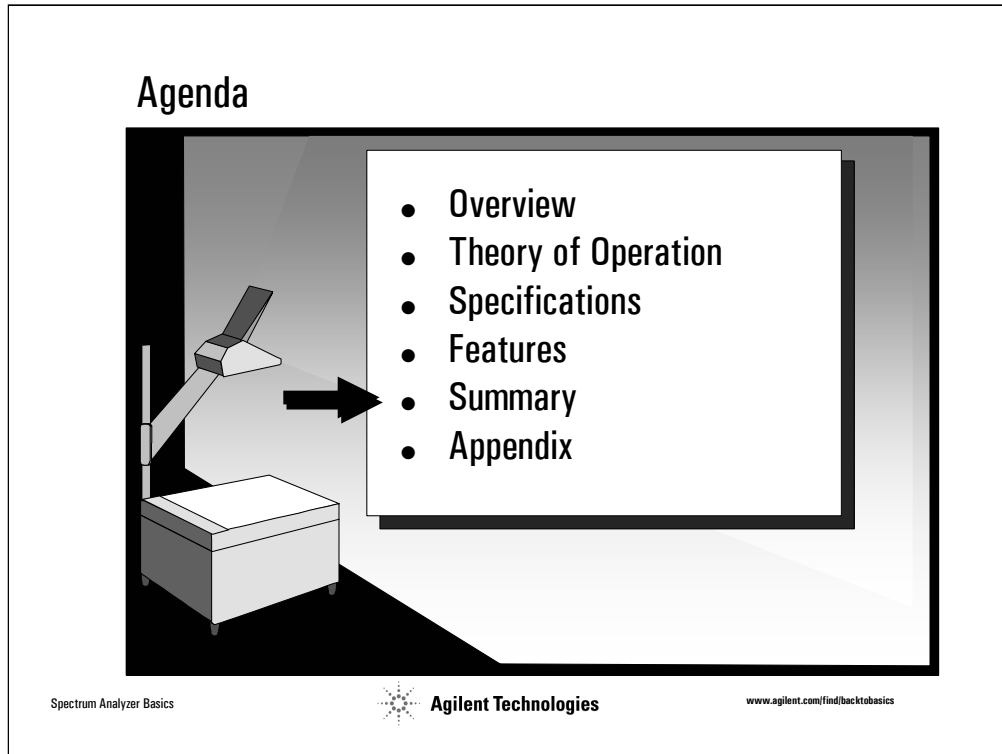 Agenda
● Overview
● Theory of Operation
● Specifications
● Features
● Summary
● Appendix
Spectrum Analyzer Basics
Agilent Technologies
www.agilent.com/find/backtobasics